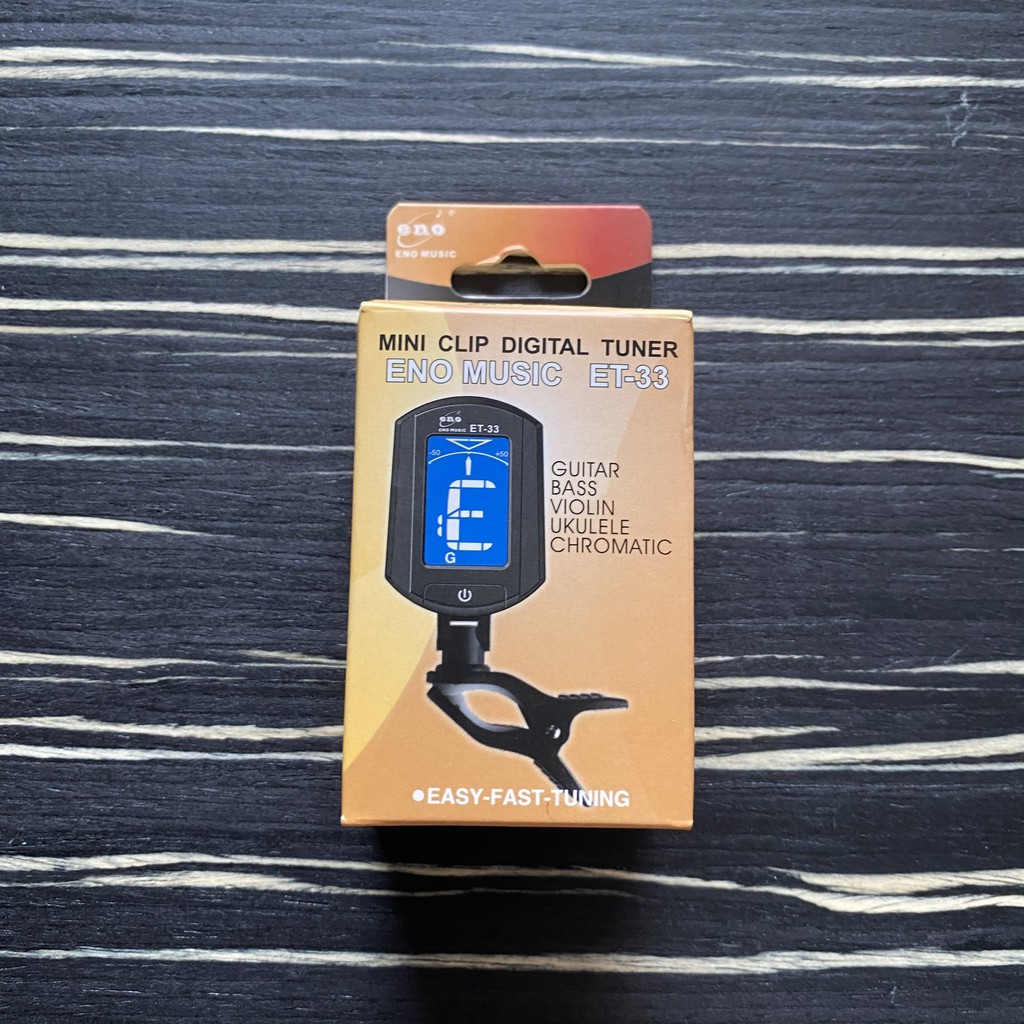 eno®
ENO MUSIC
MINI CLIP DIGITAL TUNER
ENO MUSIC ET-33
eno
ENO MUSIC ET-33
-50 +50
E
G
GUITAR
BASS
VIOLIN
UKULELE
CHROMATIC
●EASY-FAST-TUNING